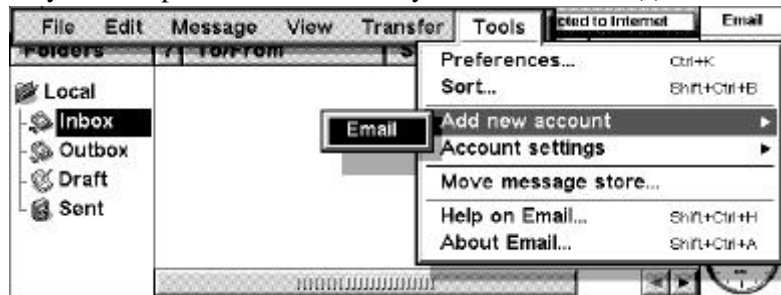 File Edit Message View Transfer Tools
cted to Internet Email
Folders To/From S
Preferences... Ctrl+K
Sort... Shift+Ctrl+B
Local
Inbox
Outbox
Draft
Sent
Email
Add new account
Account settings
Move message store...
Help on Email... Shift+Ctrl+H
About Email... Shift+Ctrl+A